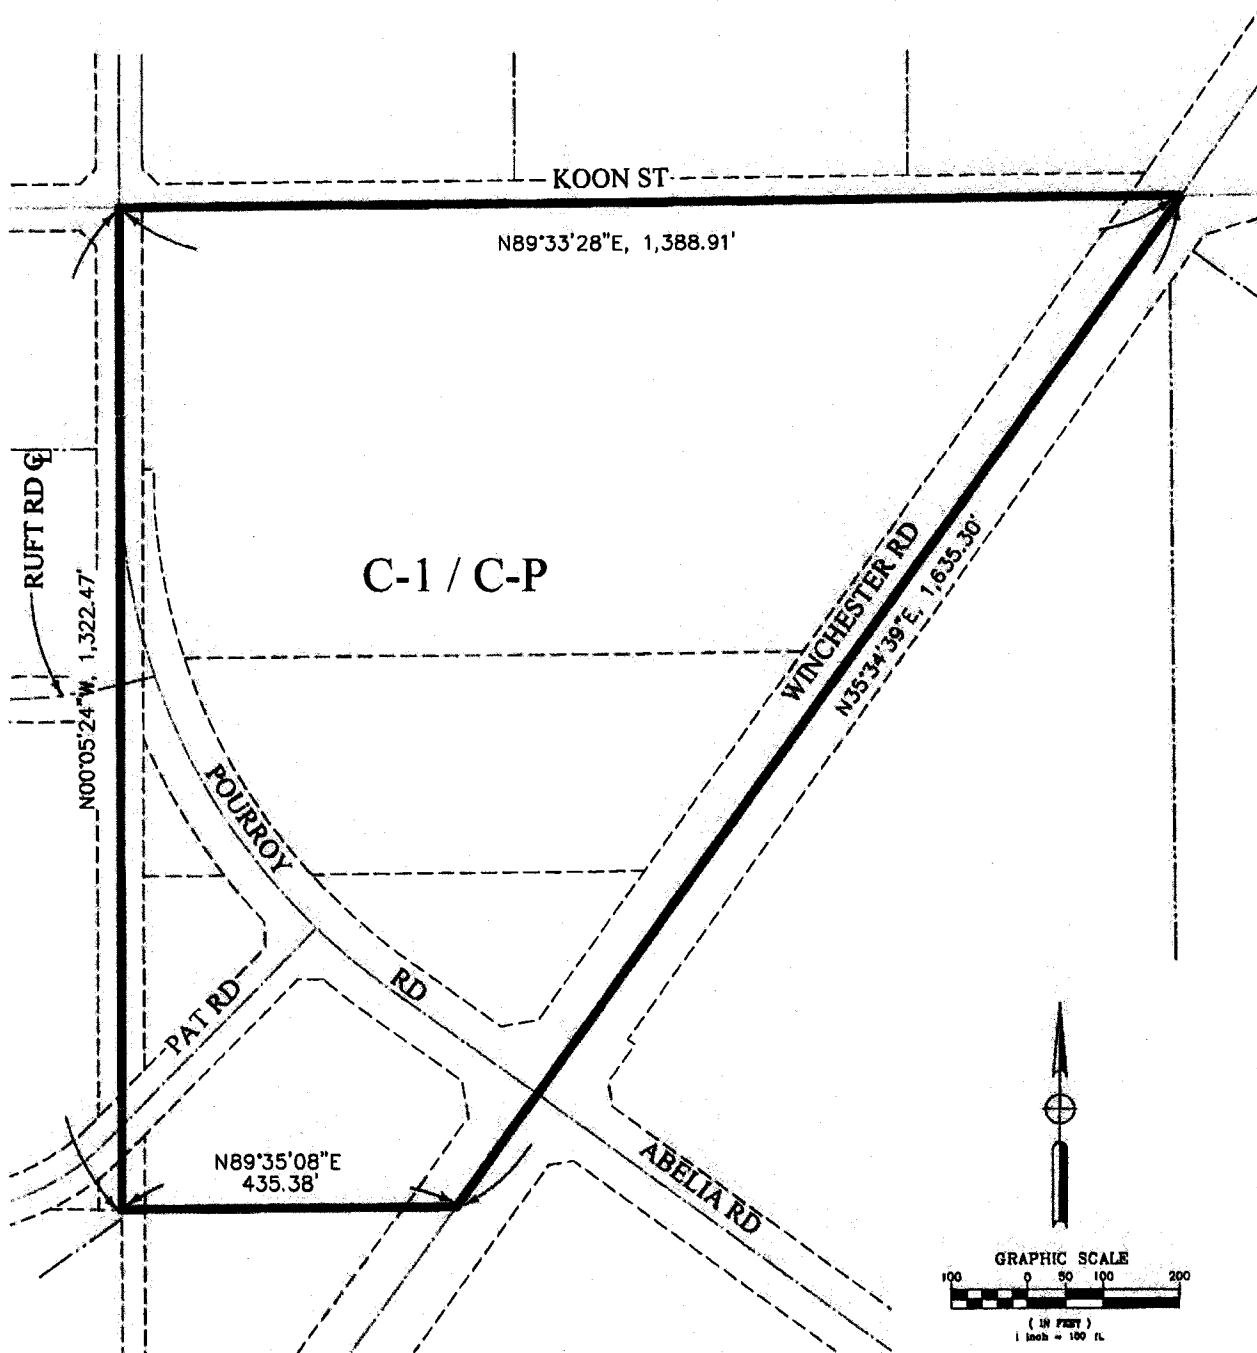 KOON ST
N89°33'28"E, 1,388.91'
RUFT RD ℄
N00°05'24"W, 1,322.47'
C-1 / C-P
WINCHESTER RD
N35°34'39"E, 1,635.30'
POURROY
RD
PAT RD
N89°35'08"E
435.38'
ABELIA RD
GRAPHIC SCALE
100 0 50 100 200
( IN FEET )
1 inch = 100 ft.